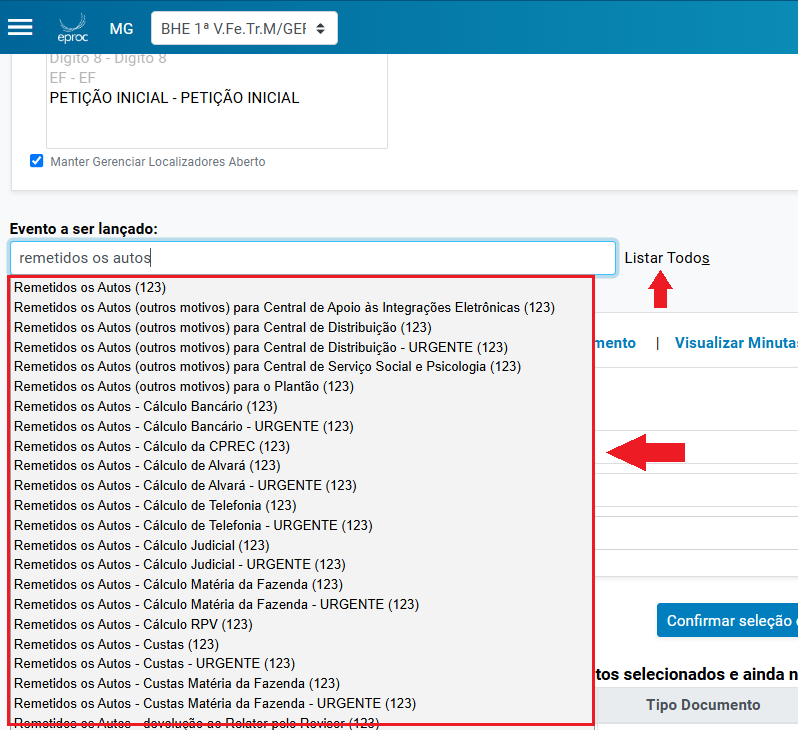 eproc
MG
BHE 1ª V.Fe.Tr.M/GEF
Digito 8 - Digito 8
EF - EF
PETIÇÃO INICIAL - PETIÇÃO INICIAL
Manter Gerenciar Localizadores Aberto
Evento a ser lançado:
remetidos os autos
Listar Todos
Remetidos os Autos (123)
Remetidos os Autos (outros motivos) para Central de Apoio às Integrações Eletrônicas (123)
Remetidos os Autos (outros motivos) para Central de Distribuição (123)
Remetidos os Autos (outros motivos) para Central de Distribuição - URGENTE (123)
mento | Visualizar Minutas
Remetidos os Autos (outros motivos) para Central de Serviço Social e Psicologia (123)
Remetidos os Autos (outros motivos) para o Plantão (123)
Remetidos os Autos - Cálculo Bancário (123)
Remetidos os Autos - Cálculo Bancário - URGENTE (123)
Remetidos os Autos - Cálculo da CPREC (123)
Remetidos os Autos - Cálculo de Alvará (123)
Remetidos os Autos - Cálculo de Alvará - URGENTE (123)
Remetidos os Autos - Cálculo de Telefonia (123)
Remetidos os Autos - Cálculo de Telefonia - URGENTE (123)
Remetidos os Autos - Cálculo Judicial (123)
Remetidos os Autos - Cálculo Judicial - URGENTE (123)
Remetidos os Autos - Cálculo Matéria da Fazenda (123)
Remetidos os Autos - Cálculo Matéria da Fazenda - URGENTE (123)
Remetidos os Autos - Cálculo RPV (123)
Confirmar seleção
Remetidos os Autos - Custas (123)
Remetidos os Autos - Custas - URGENTE (123)
tos selecionados e ainda n
Remetidos os Autos - Custas Matéria da Fazenda (123)
Remetidos os Autos - Custas Matéria da Fazenda - URGENTE (123)
Tipo Documento
Remetidos os Autos - devolução ao Relator pelo Revisor (123)